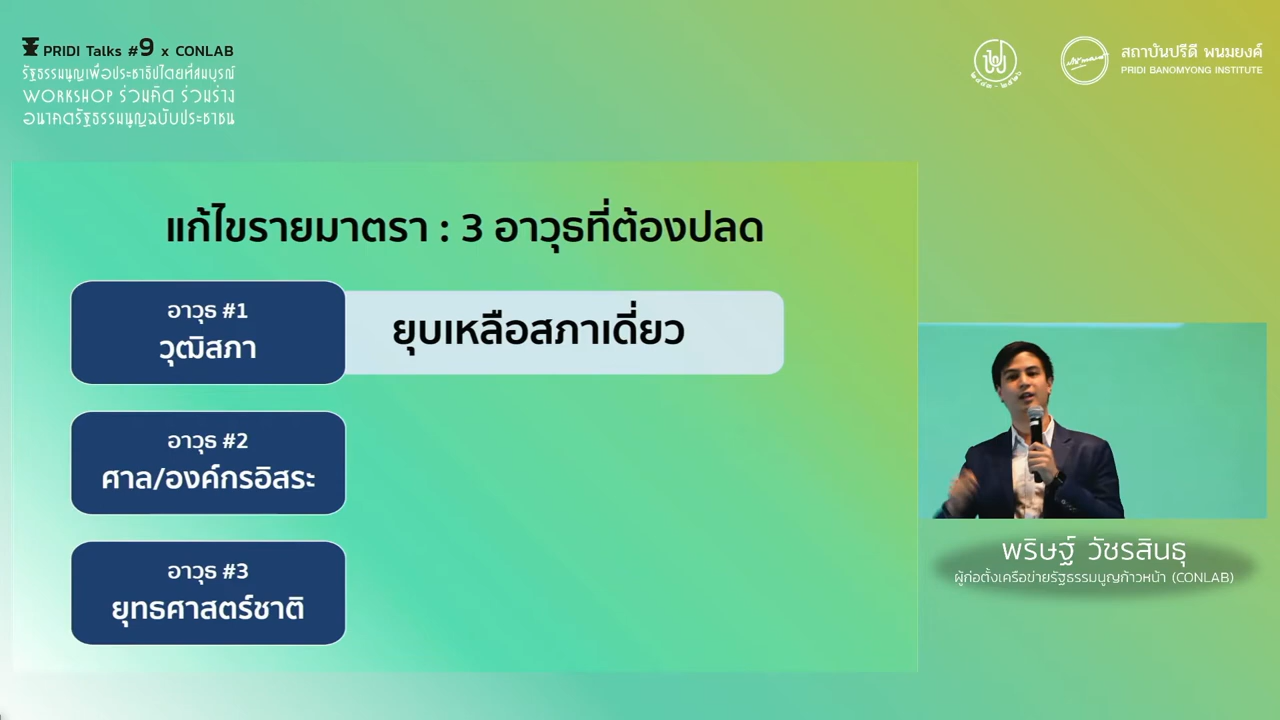 PRIDI Talks #9 x CONLAB
รัฐธรรมนูญเพื่อประชาธิปไตยที่สมบูรณ์
WORKSHOP ร่วมคิด ร่วมร่าง
อนาคตรัฐธรรมนูญฉบับประชาชน
สถาบันปรีดี พนมยงค์
PRIDI BANOMYONG INSTITUTE
แก้ไขรายมาตรา : 3 อาวุธที่ต้องปลด
อาวุธ #1
วุฒิสภา
ยุบเหลือสภาเดี่ยว
อาวุธ #2
ศาล/องค์กรอิสระ
อาวุธ #3
ยุทธศาสตร์ชาติ
พริษฐ์ วัชรสินธุ
ผู้ก่อตั้งเครือข่ายรัฐธรรมนูญก้าวหน้า (CONLAB)